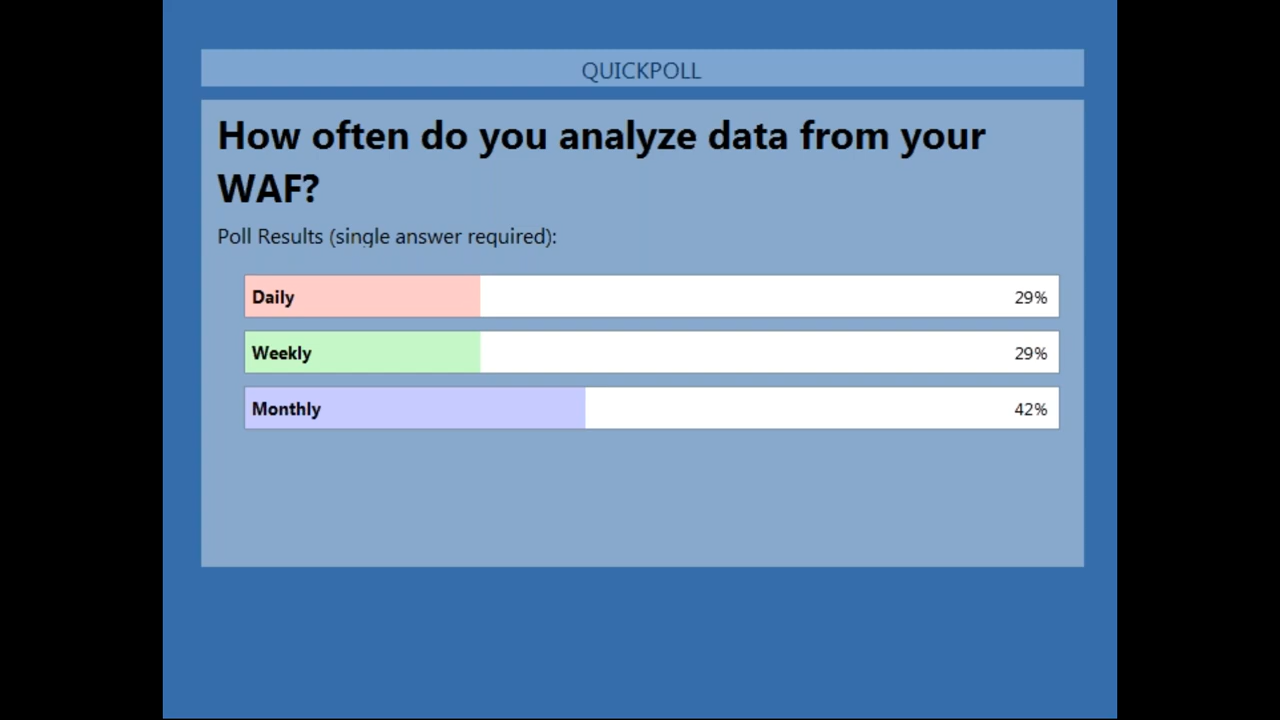 QUICKPOLL
How often do you analyze data from your
WAF?
Poll Results (single answer required):
Daily 29%
Weekly 29%
Monthly 42%